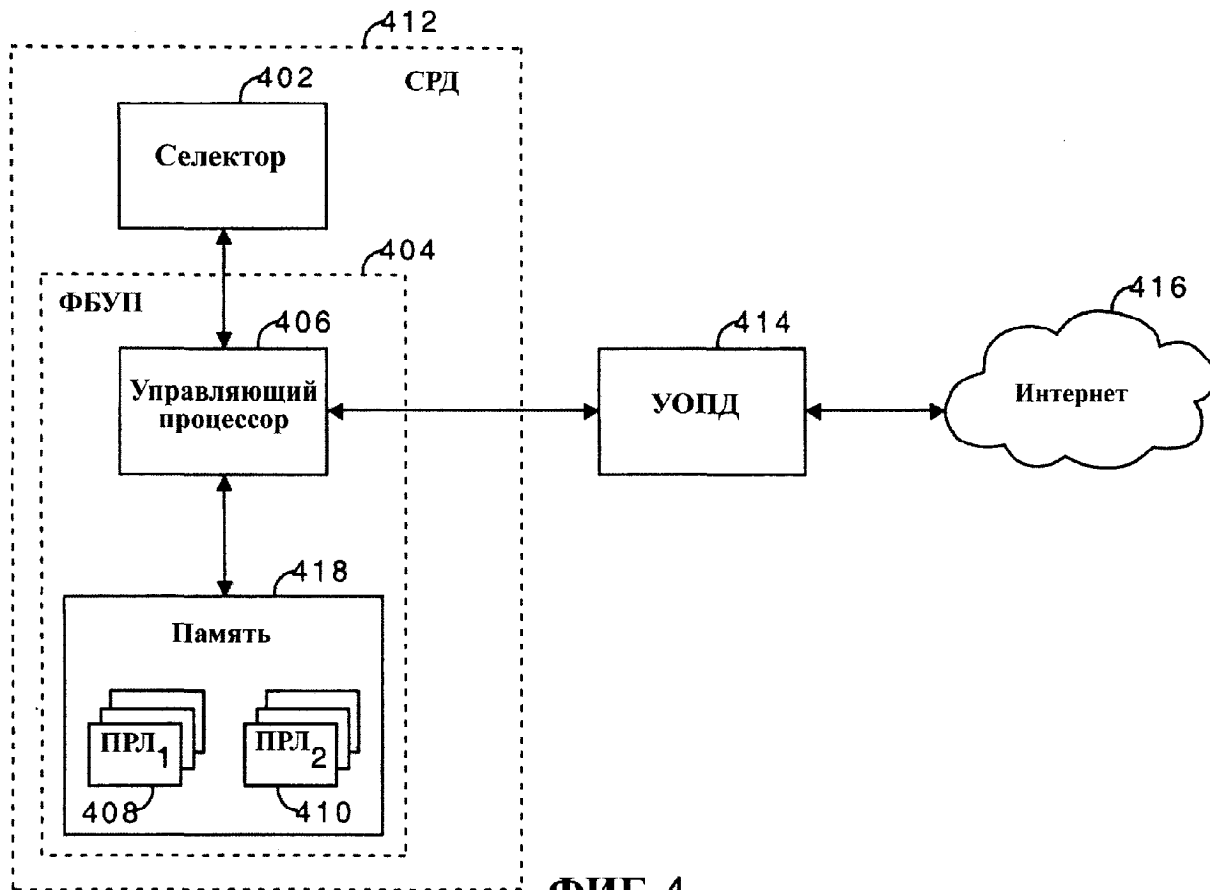 412
СРД
402
Селектор
404
ФБУП
406
Управляющий
процессор
414
УОПД
416
Интернет
418
Память
ПРЛ1
ПРЛ2
408
410
ФИГ. 4